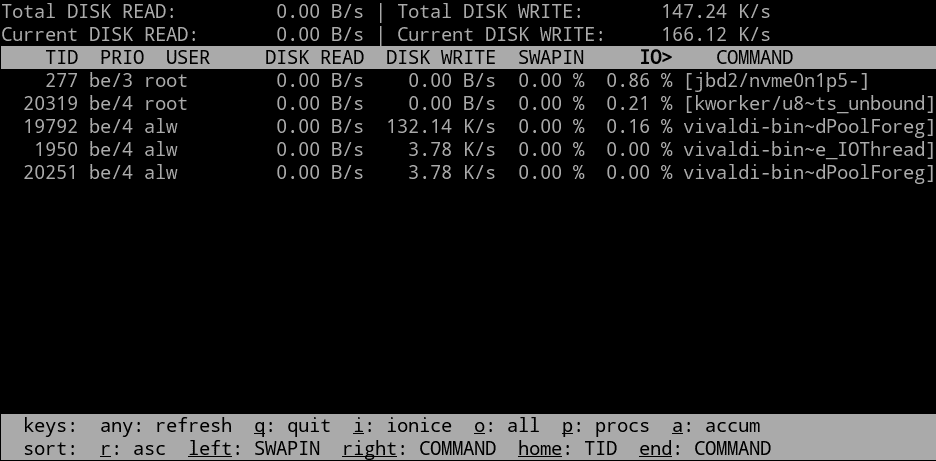 Total DISK READ:         0.00 B/s | Total DISK WRITE:       147.24 K/s
Current DISK READ:       0.00 B/s | Current DISK WRITE:     166.12 K/s
    TID  PRIO  USER     DISK READ  DISK WRITE  SWAPIN     IO>    COMMAND
    277 be/3 root        0.00 B/s    0.00 B/s  0.00 %  0.86 % [jbd2/nvme0n1p5-]
  20319 be/4 root        0.00 B/s    0.00 B/s  0.00 %  0.21 % [kworker/u8~ts_unbound]
  19792 be/4 alw         0.00 B/s  132.14 K/s  0.00 %  0.16 % vivaldi-bin~dPoolForeg]
   1950 be/4 alw         0.00 B/s    3.78 K/s  0.00 %  0.00 % vivaldi-bin~e_IOThread]
  20251 be/4 alw         0.00 B/s    3.78 K/s  0.00 %  0.00 % vivaldi-bin~dPoolForeg]
  keys:  any: refresh  q: quit  i: ionice  o: all  p: procs  a: accum
  sort:  r: asc  left: SWAPIN  right: COMMAND  home: TID  end: COMMAND